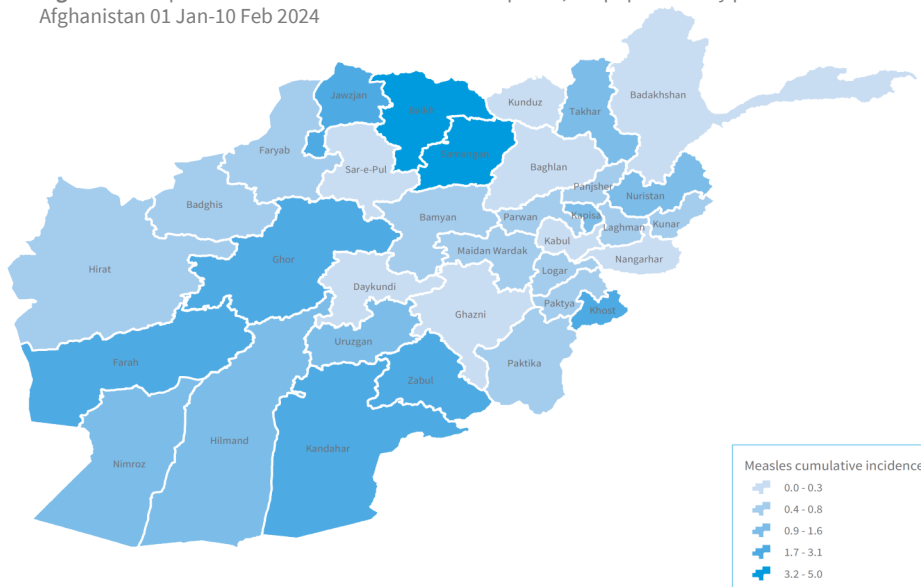 Afghanistan 01 Jan-10 Feb 2024
Badakhshan
Jawzjan
Kunduz
Takhar
Balkh
Faryab
Samangan
Sar-e-Pul
Baghlan
Panjsher
Nuristan
Badghis
Bamyan
Parwan
Kapisa
Laghman
Kunar
Kabul
Maidan Wardak
Nangarhar
Hirat
Ghor
Logar
Daykundi
Paktya
Khost
Ghazni
Uruzgan
Farah
Paktika
Zabul
Hilmand
Kandahar
Nimroz
Measles cumulative incidence
0.0 - 0.3
0.4 - 0.8
0.9 - 1.6
1.7 - 3.1
3.2 - 5.0